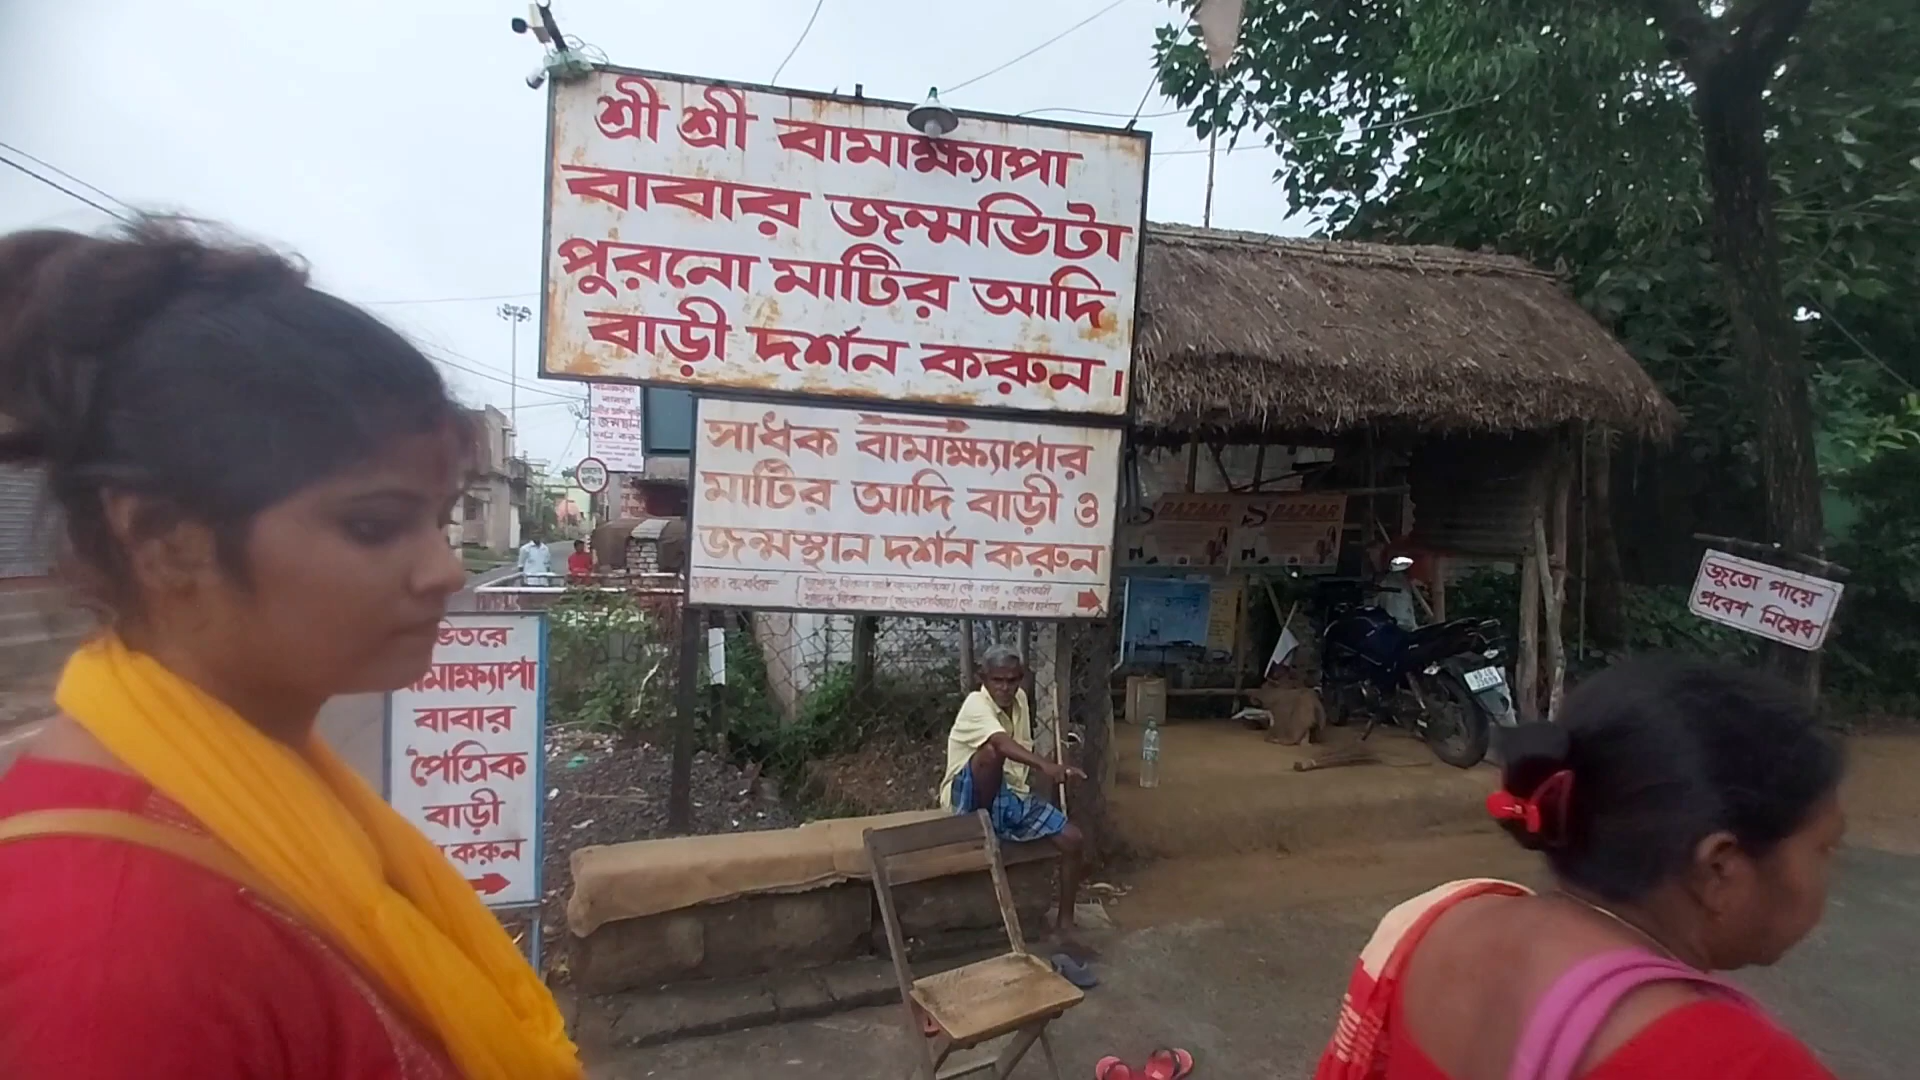 শ্রী শ্রী বামাক্ষ্যাপা
বাবার জন্মভিটা
পুরনো মাটির আদি
বাড়ী দর্শন করুন।
সাধক বামাক্ষ্যাপার
মাটির আদি বাড়ী ও
জন্মস্থান দর্শন করুন
ভিতরে
বামাক্ষ্যাপা
বাবার
পৈত্রিক
বাড়ী
করুন
S BAZAAR
S BAZAAR
জুতো পায়ে
প্রবেশ নিষেধ